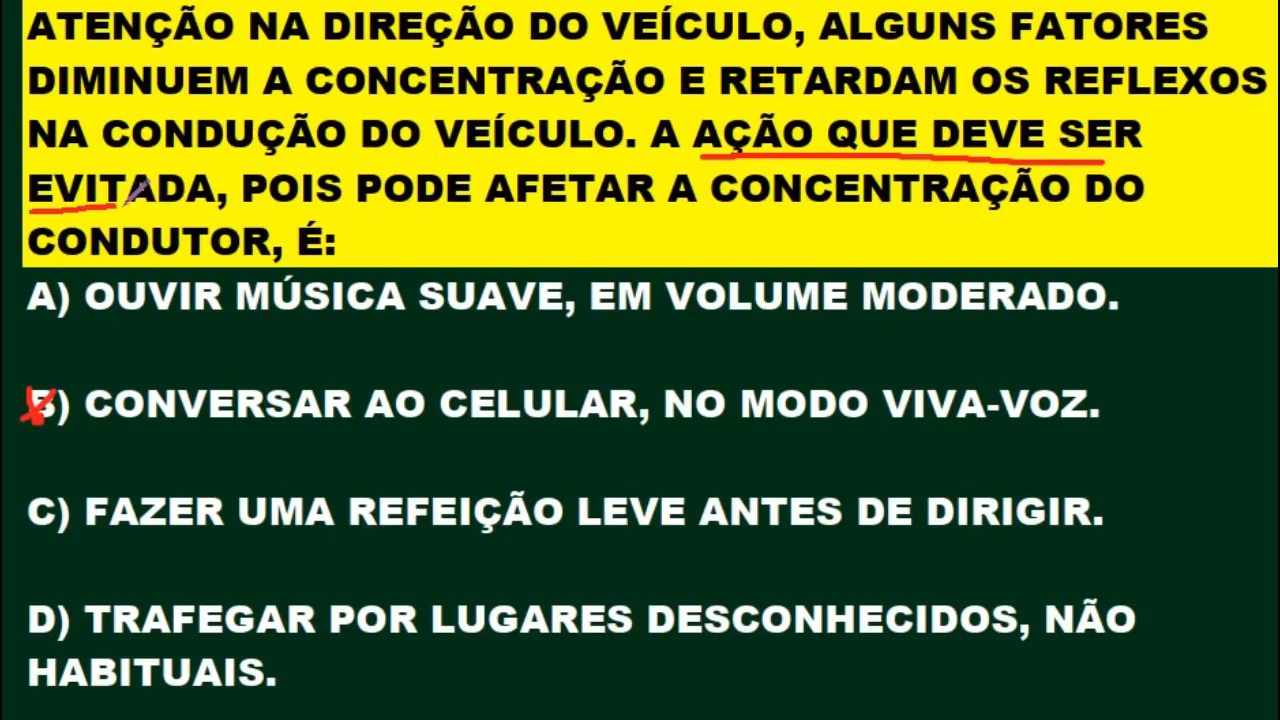 ATENÇÃO NA DIREÇÃO DO VEÍCULO, ALGUNS FATORES
DIMINUEM A CONCENTRAÇÃO E RETARDAM OS REFLEXOS
NA CONDUÇÃO DO VEÍCULO. A AÇÃO QUE DEVE SER
EVITADA, POIS PODE AFETAR A CONCENTRAÇÃO DO
CONDUTOR, É:
A) OUVIR MÚSICA SUAVE, EM VOLUME MODERADO.
B) CONVERSAR AO CELULAR, NO MODO VIVA-VOZ.
C) FAZER UMA REFEIÇÃO LEVE ANTES DE DIRIGIR.
D) TRAFEGAR POR LUGARES DESCONHECIDOS, NÃO
HABITUAIS.